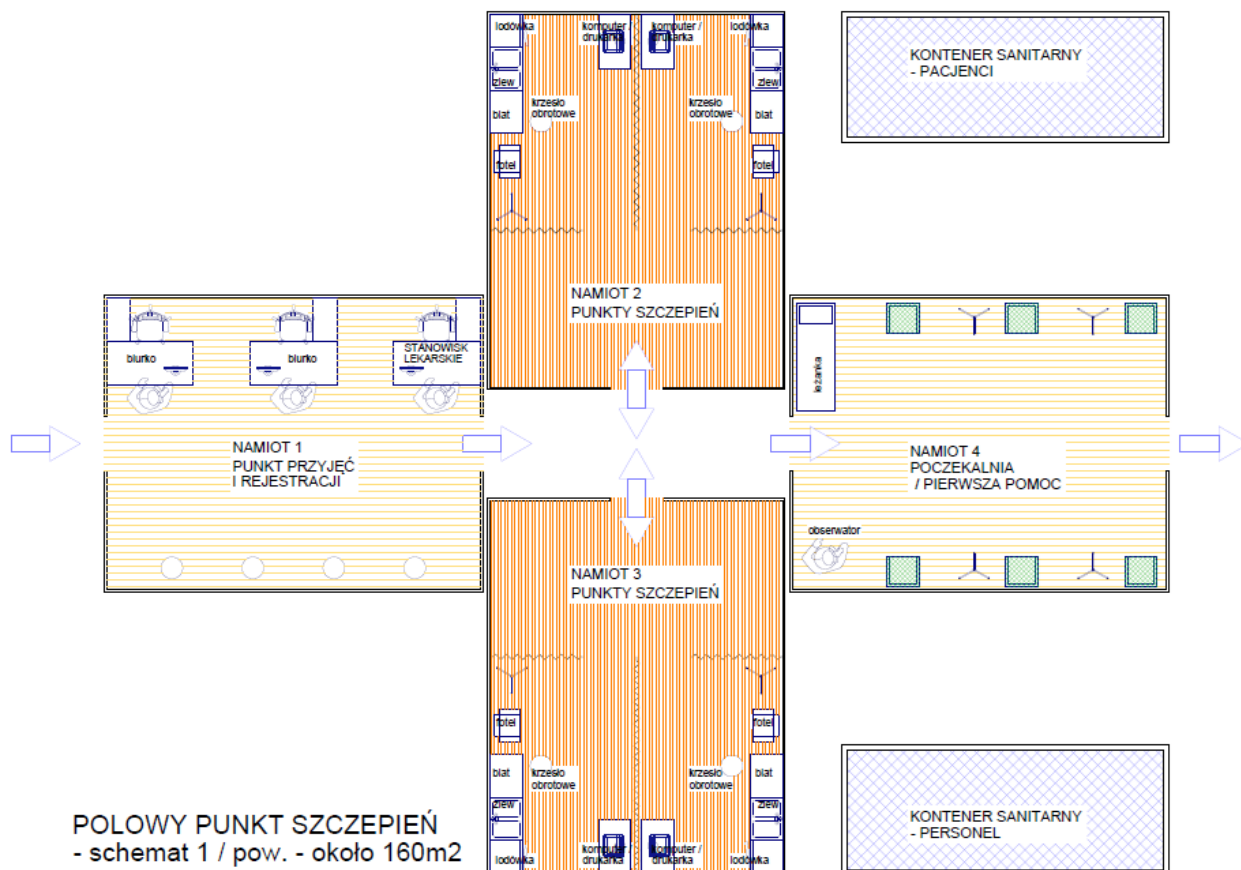 lodówka
komputer /
drukarka
komputer /
drukarka
lodówka
zlew
zlew
blat
krzesło
obrotowe
krzesło
obrotowe
blat
fotel
fotel
KONTENER SANITARNY
- PACJENCI
NAMIOT 2
PUNKTY SZCZEPIEŃ
biurko
biurko
STANOWISK
LEKARSKIE
leżanka
NAMIOT 1
PUNKT PRZYJĘĆ
I REJESTRACJI
NAMIOT 4
POCZEKALNIA
/ PIERWSZA POMOC
obserwator
NAMIOT 3
PUNKTY SZCZEPIEŃ
fotel
fotel
blat
krzesło
obrotowe
krzesło
obrotowe
blat
zlew
zlew
lodówka
komputer /
drukarka
komputer /
drukarka
lodówka
KONTENER SANITARNY
- PERSONEL
POLOWY PUNKT SZCZEPIEŃ
- schemat 1 / pow. - około 160m2